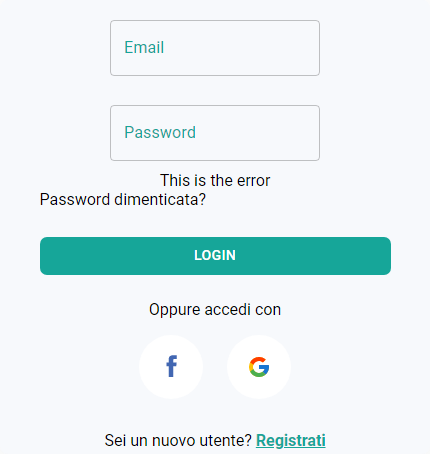 Email
Password
This is the error
Password dimenticata?
LOGIN
Oppure accedi con
Sei un nuovo utente? Registrati